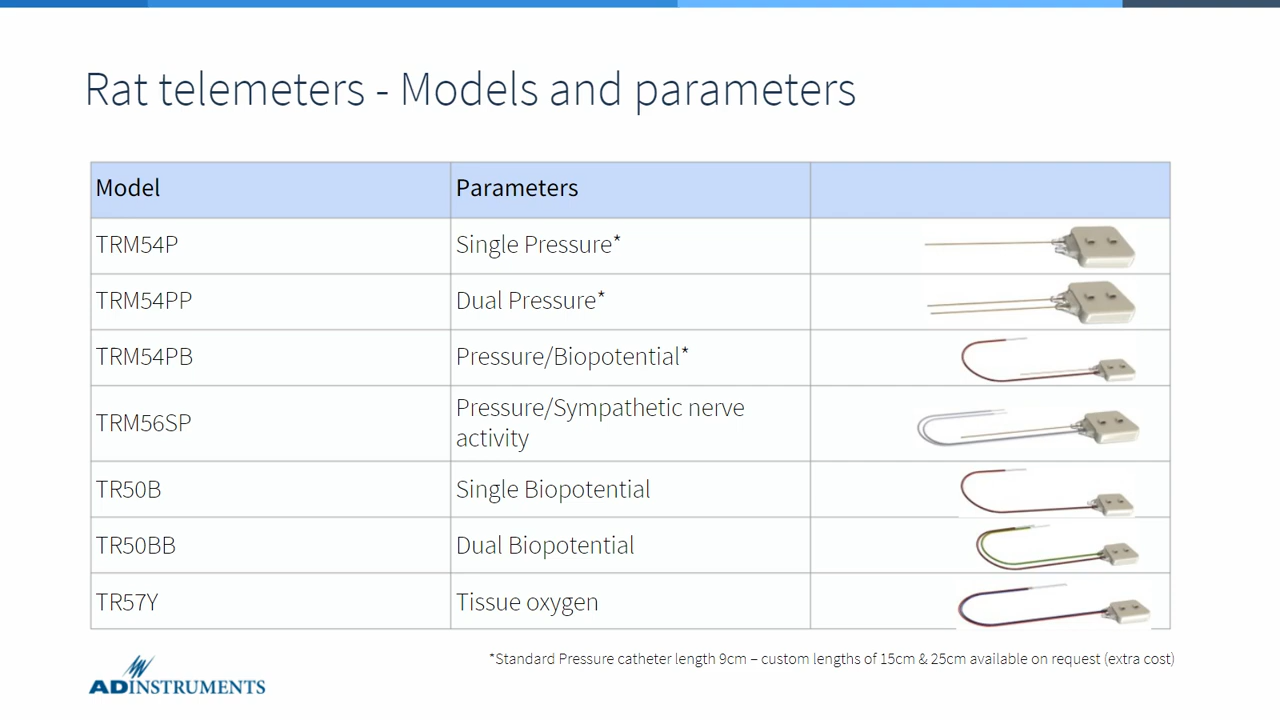 Rat telemeters - Models and parameters
Model
Parameters
TRM54P
Single Pressure*
TRM54PP
Dual Pressure*
TRM54PB
Pressure/Biopotential*
TRM56SP
Pressure/Sympathetic nerve
activity
TR50B
Single Biopotential
TR50BB
Dual Biopotential
TR57Y
Tissue oxygen
*Standard Pressure catheter length 9cm – custom lengths of 15cm & 25cm available on request (extra cost)
ADINSTRUMENTS